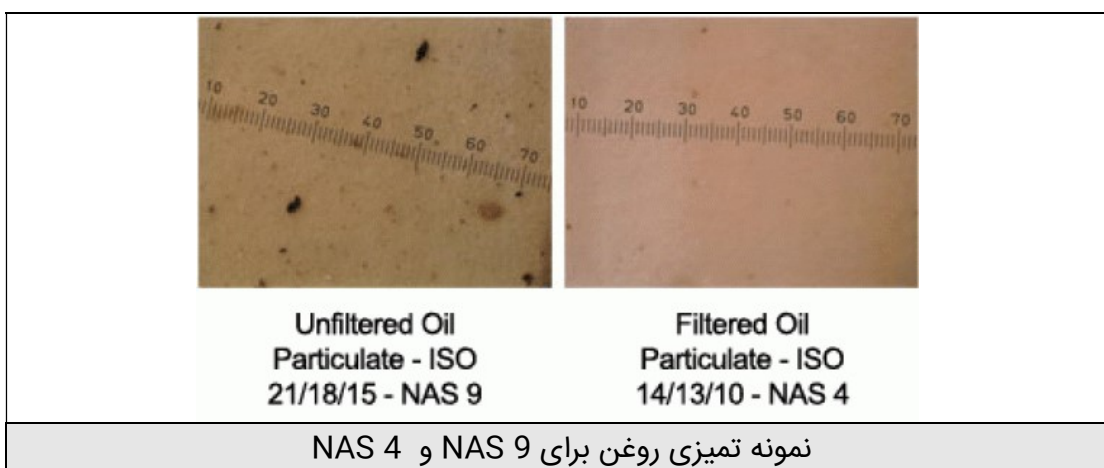 10 20 30 40 50 60 70
10 20 30 40 50 60 70
Unfiltered Oil
Particulate - ISO
21/18/15 - NAS 9
Filtered Oil
Particulate - ISO
14/13/10 - NAS 4
نمونه تمیزی روغن برای NAS 9 و NAS 4